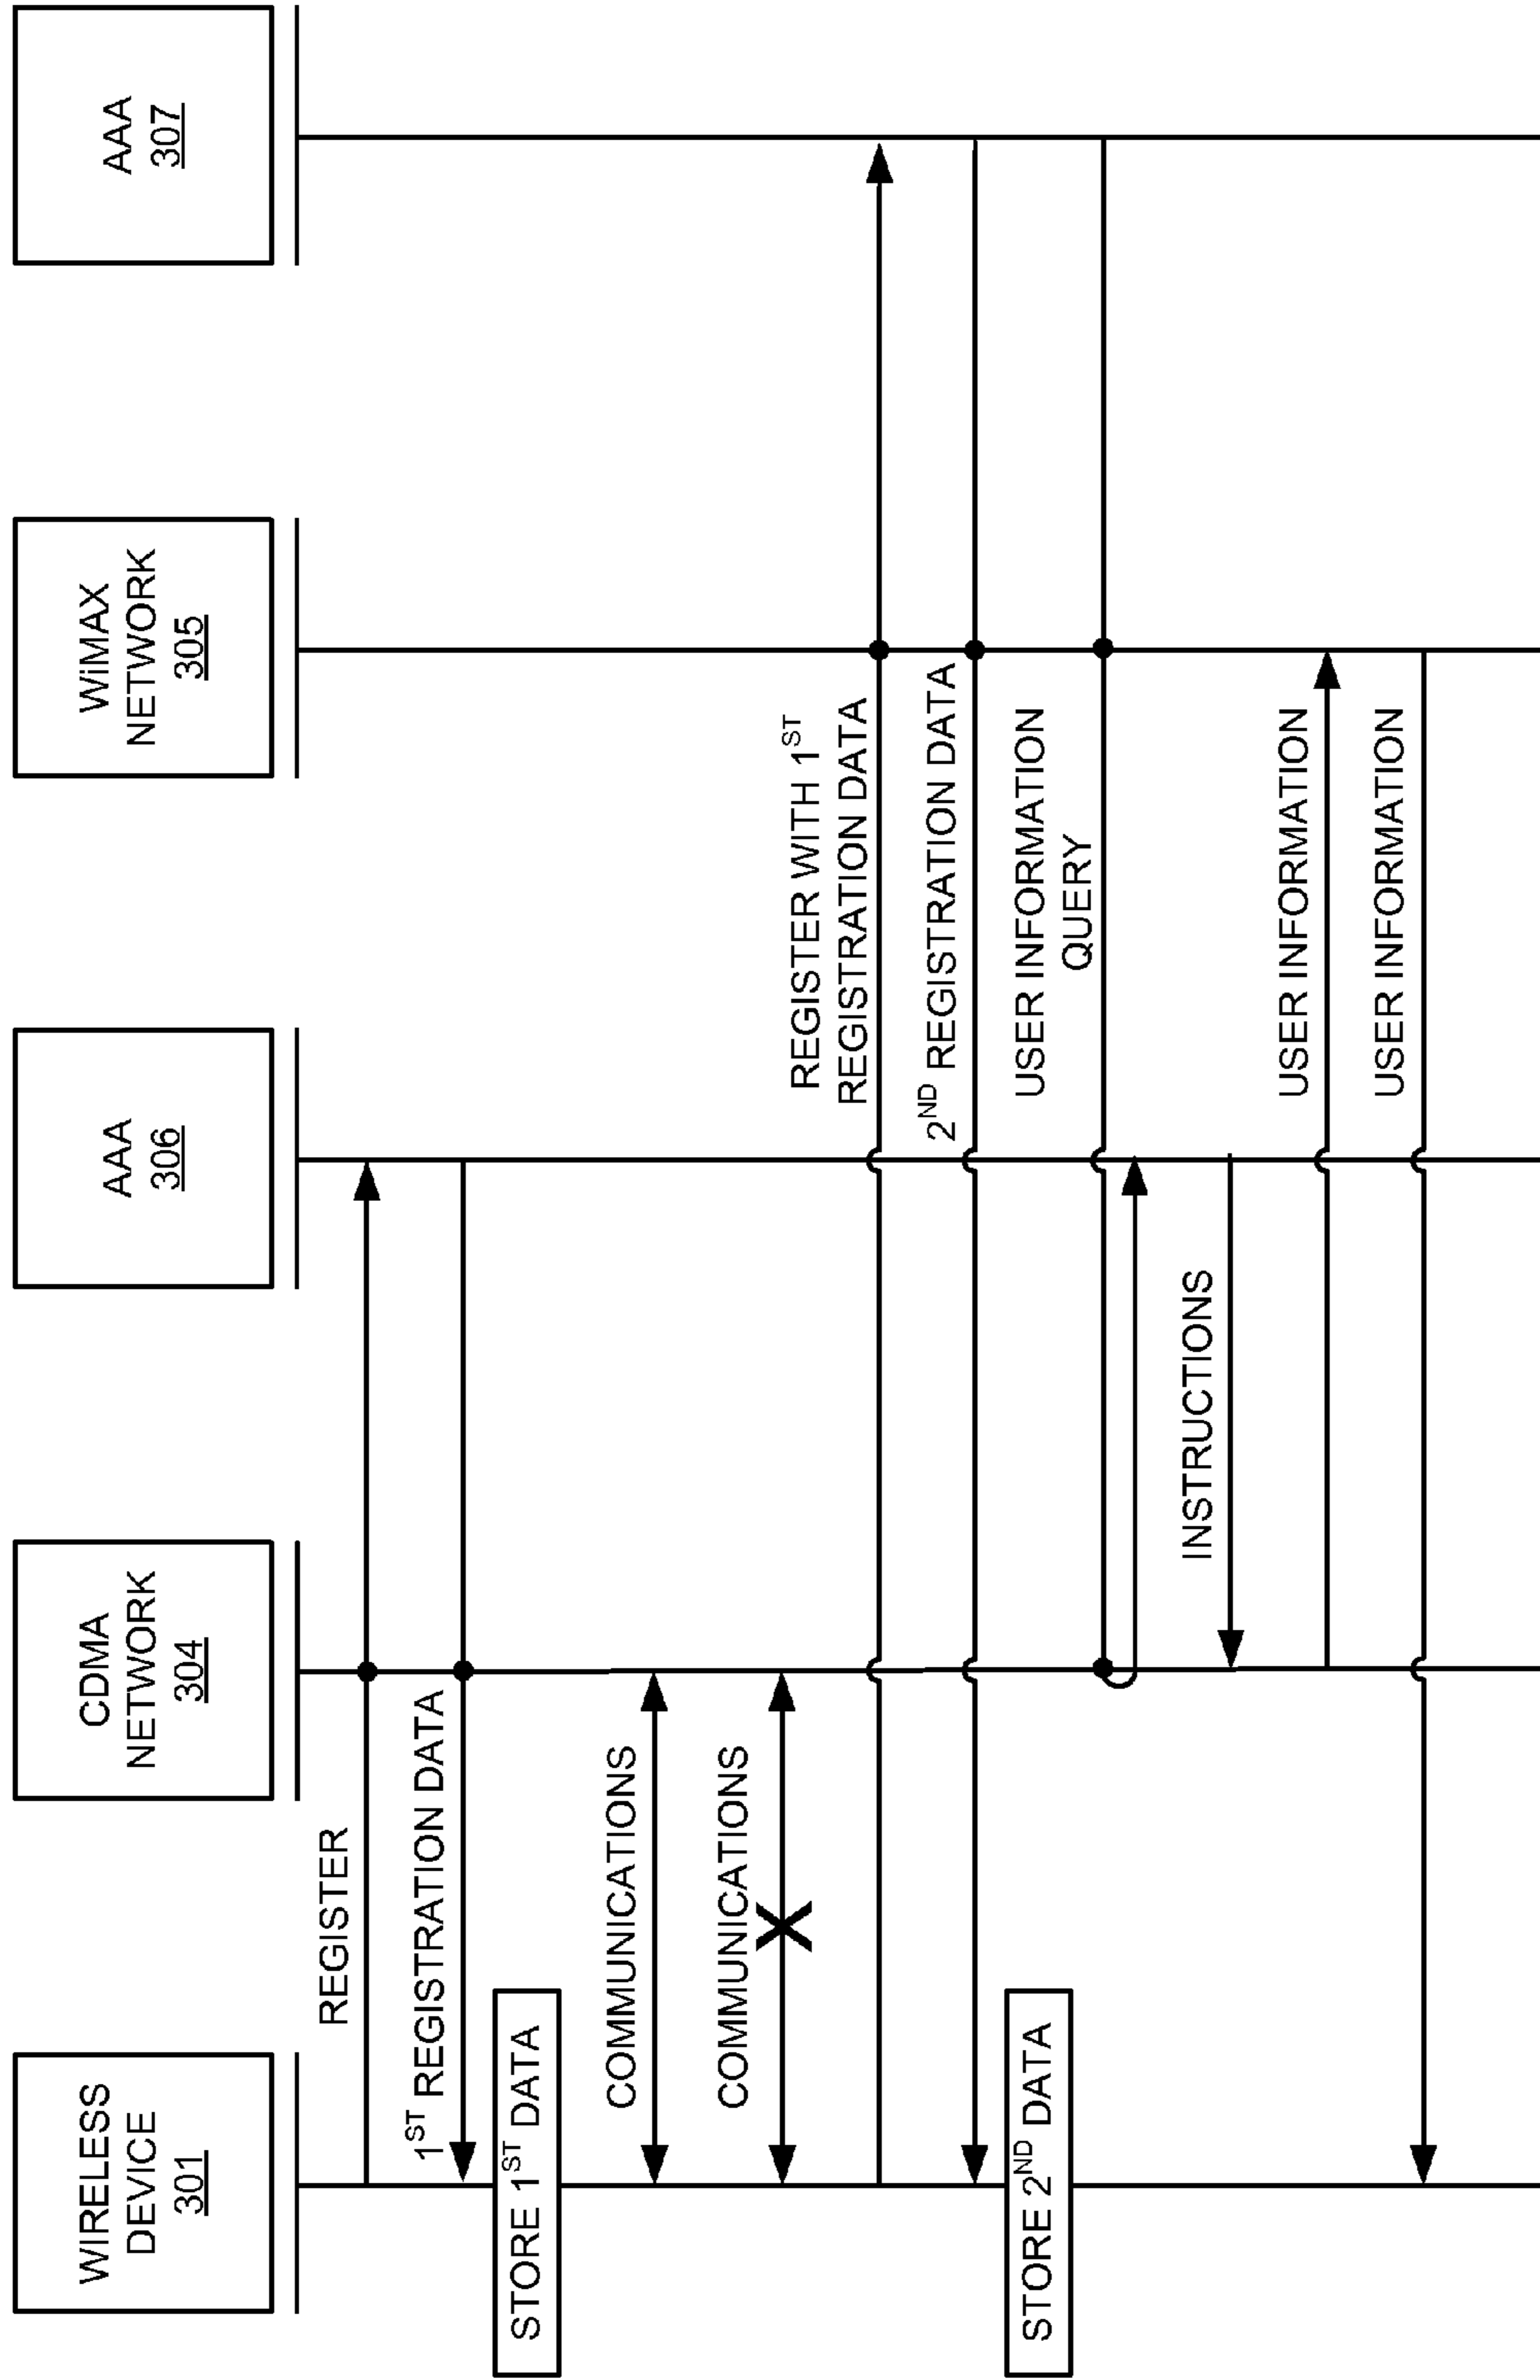 WIRELESS
DEVICE
301
CDMA
NETWORK
304
AAA
306
WiMAX
NETWORK
305
AAA
307
REGISTER
1ST REGISTRATION DATA
STORE 1ST DATA
COMMUNICATIONS
COMMUNICATIONS
REGISTER WITH 1ST
REGISTRATION DATA
2ND REGISTRATION DATA
STORE 2ND DATA
USER INFORMATION
QUERY
INSTRUCTIONS
USER INFORMATION
USER INFORMATION